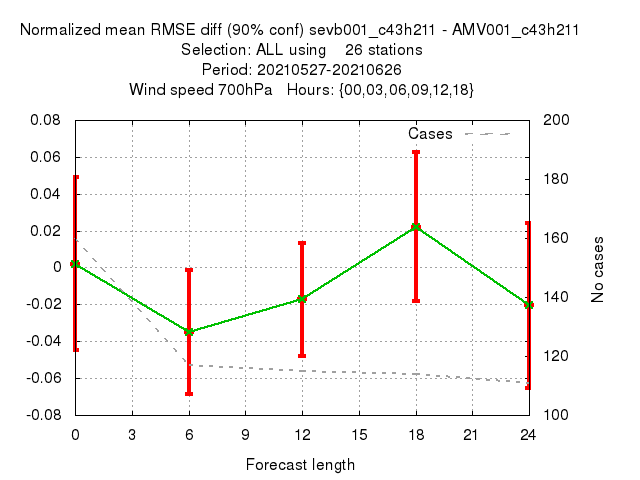 Normalized mean RMSE diff (90% conf) sevb001_c43h211 - AMV001_c43h211
Selection: ALL using    26 stations
Period: 20210527-20210626
Wind speed 700hPa   Hours: {00,03,06,09,12,18}
Cases
0.08
0.06
0.04
0.02
0
-0.02
-0.04
-0.06
-0.08
200
180
160
140
120
100
No cases
0 3 6 9 12 15 18 21 24
Forecast length